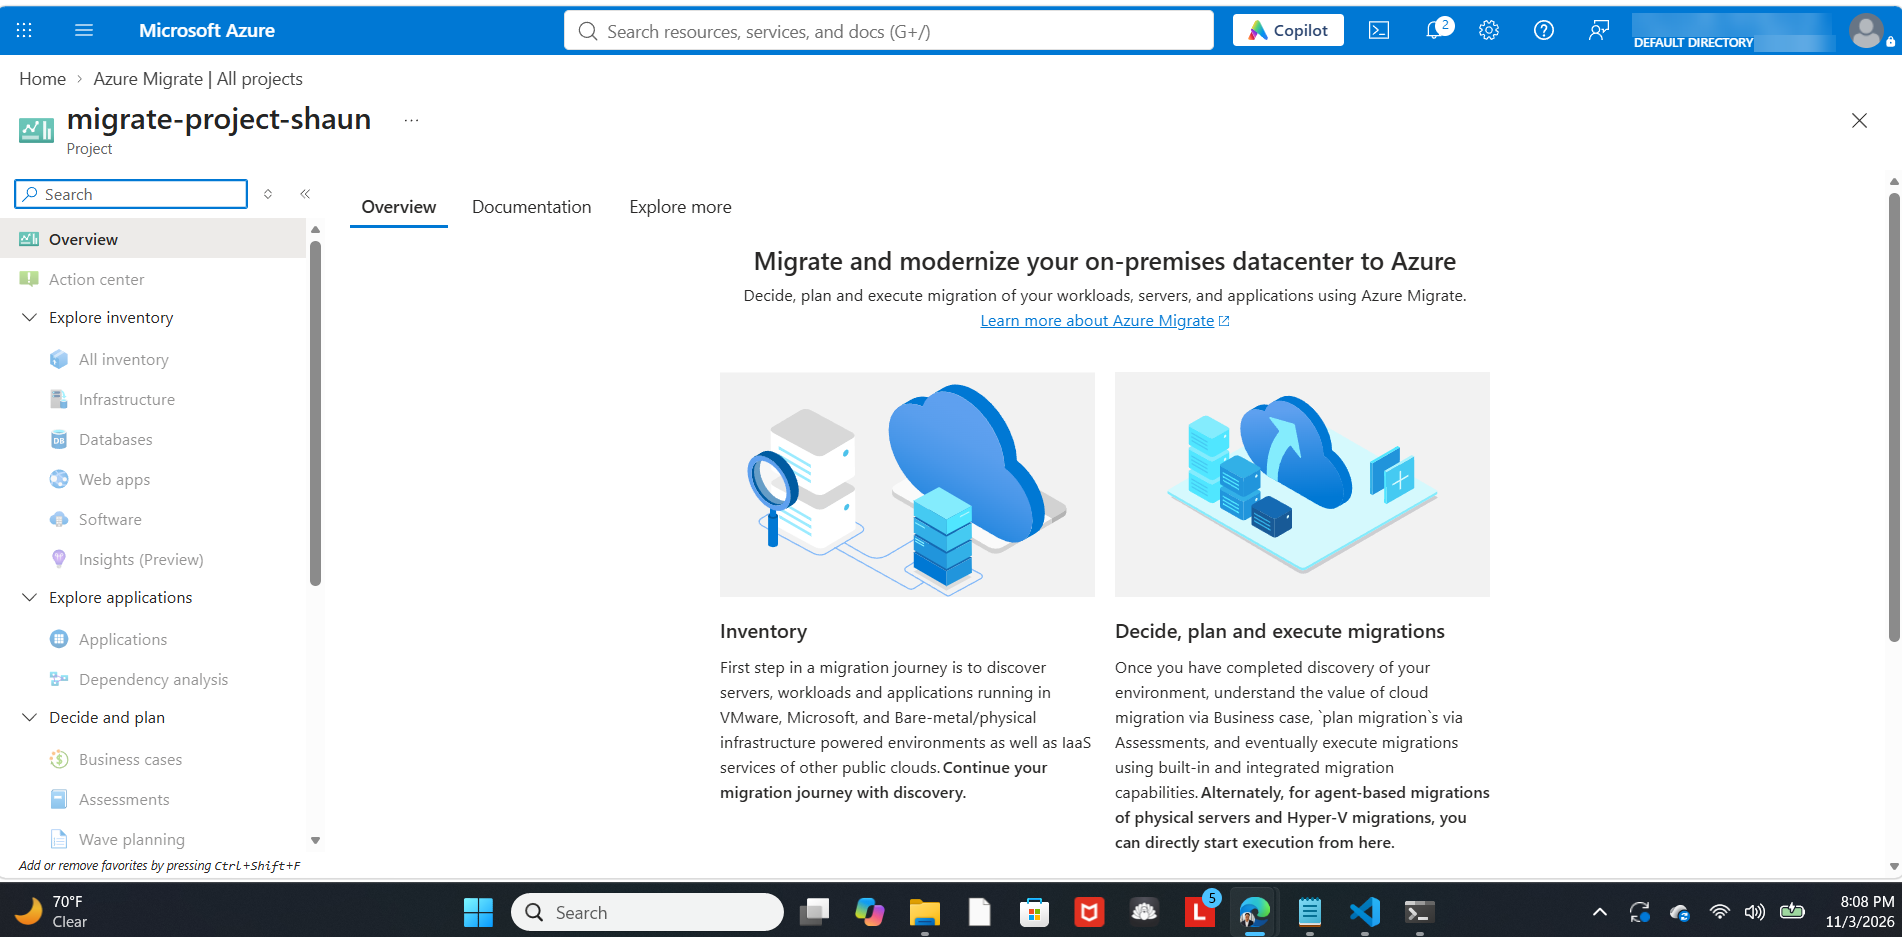 Microsoft Azure
Search resources, services, and docs (G+/)
Copilot
2
DEFAULT DIRECTORY
Home > Azure Migrate | All projects
migrate-project-shaun ...
Project
Search
Overview
Action center
Explore inventory
All inventory
Infrastructure
DB
Databases
Web apps
Software
Insights (Preview)
Explore applications
Applications
Dependency analysis
Decide and plan
Business cases
Assessments
Wave planning
Add or remove favorites by pressing Ctrl+Shift+F
Overview Documentation Explore more
Migrate and modernize your on-premises datacenter to Azure
Decide, plan and execute migration of your workloads, servers, and applications using Azure Migrate.
Learn more about Azure Migrate
Inventory
First step in a migration journey is to discover
servers, workloads and applications running in
VMware, Microsoft, and Bare-metal/physical
infrastructure powered environments as well as IaaS
services of other public clouds. Continue your
migration journey with discovery.
Decide, plan and execute migrations
Once you have completed discovery of your
environment, understand the value of cloud
migration via Business case, `plan migration`s via
Assessments, and eventually execute migrations
using built-in and integrated migration
capabilities. Alternately, for agent-based migrations
of physical servers and Hyper-V migrations, you
can directly start execution from here.
70°F
Clear
Search
L
5
8:08 PM
11/3/2026